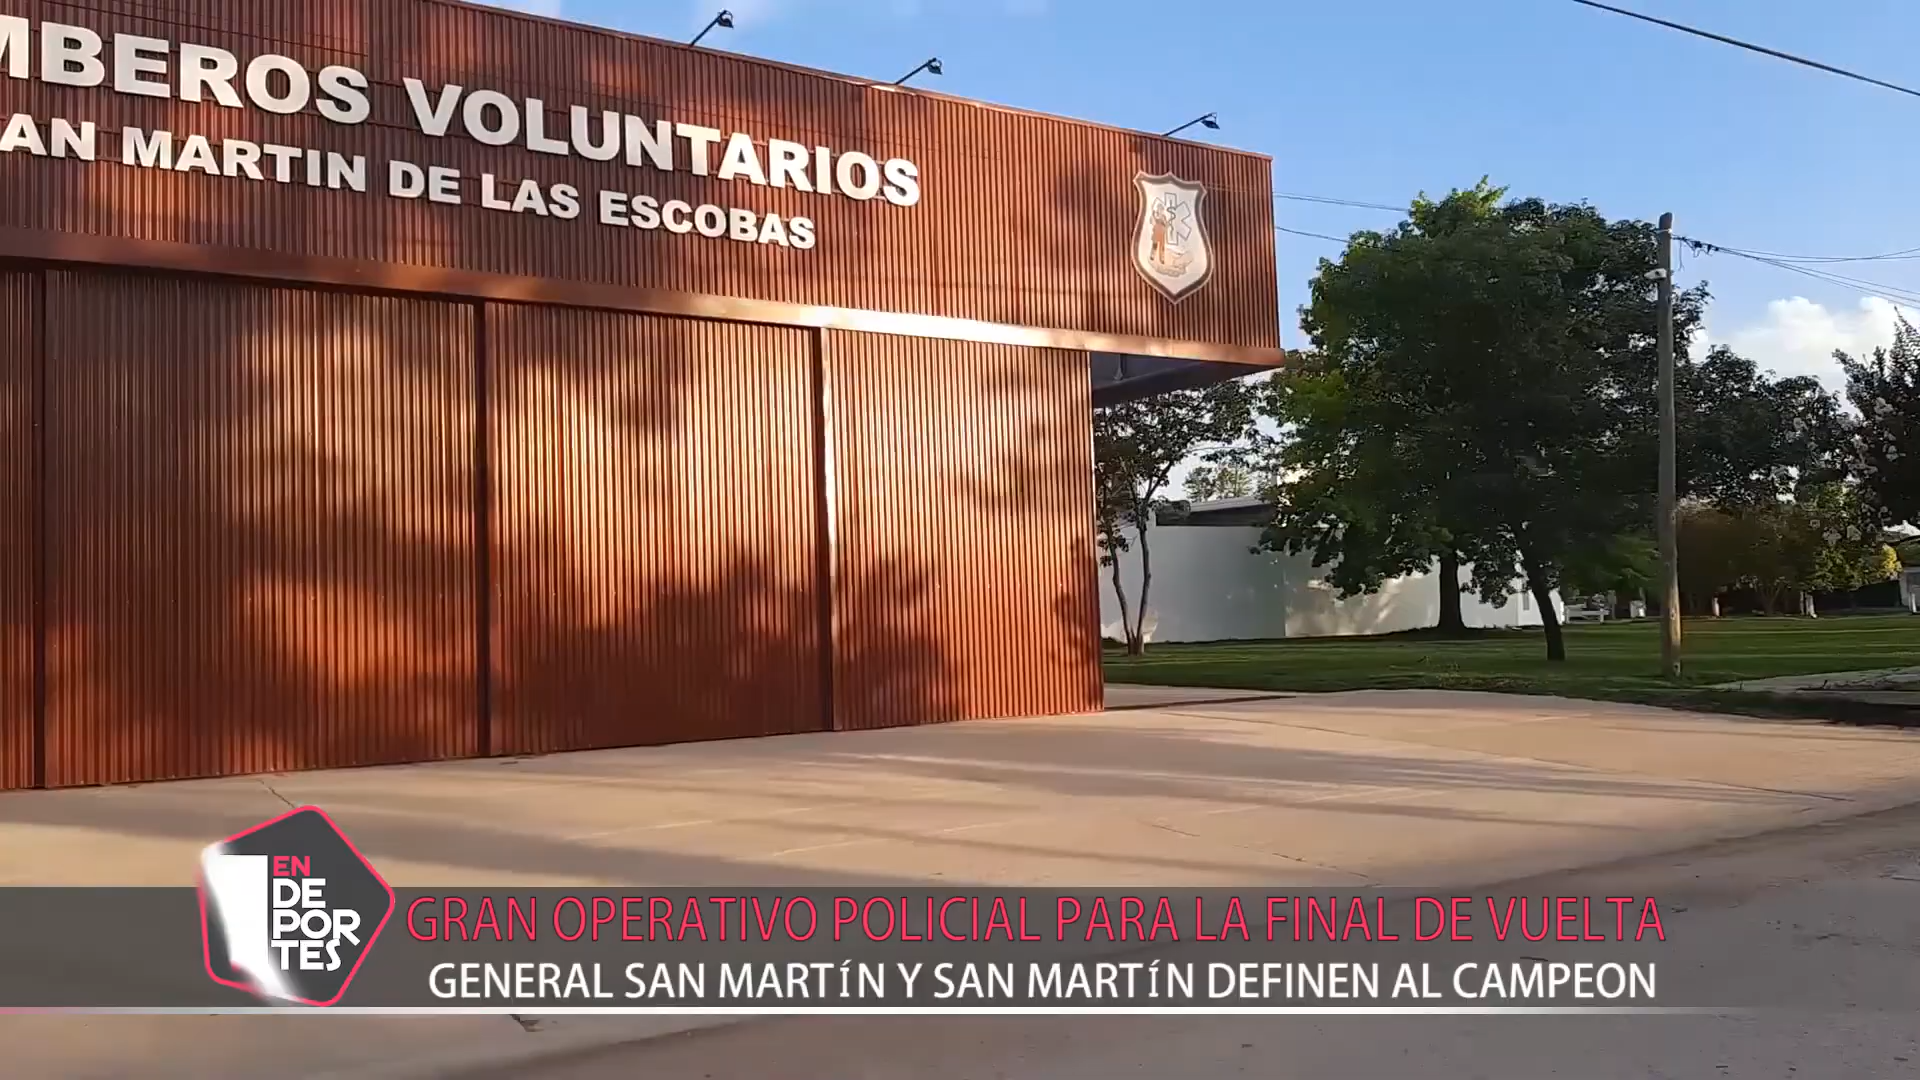 MBEROS VOLUNTARIOS
AN MARTIN DE LAS ESCOBAS
EN
DE
POR
TES
GRAN OPERATIVO POLICIAL PARA LA FINAL DE VUELTA
GENERAL SAN MARTÍN Y SAN MARTÍN DEFINEN AL CAMPEON